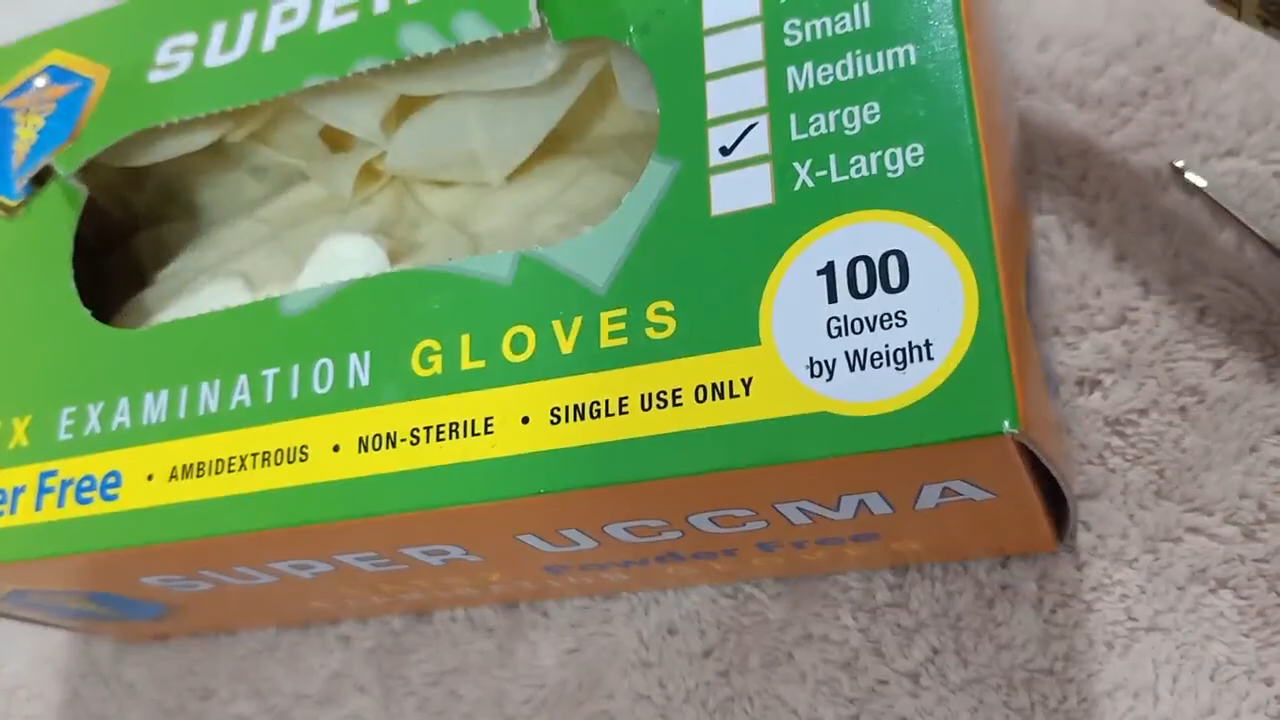 SUPER
Small
Medium
Large
X-Large
100
Gloves
by Weight
X EXAMINATION GLOVES
er Free • AMBIDEXTROUS • NON-STERILE • SINGLE USE ONLY
SUPER UCCMA
Powder Free